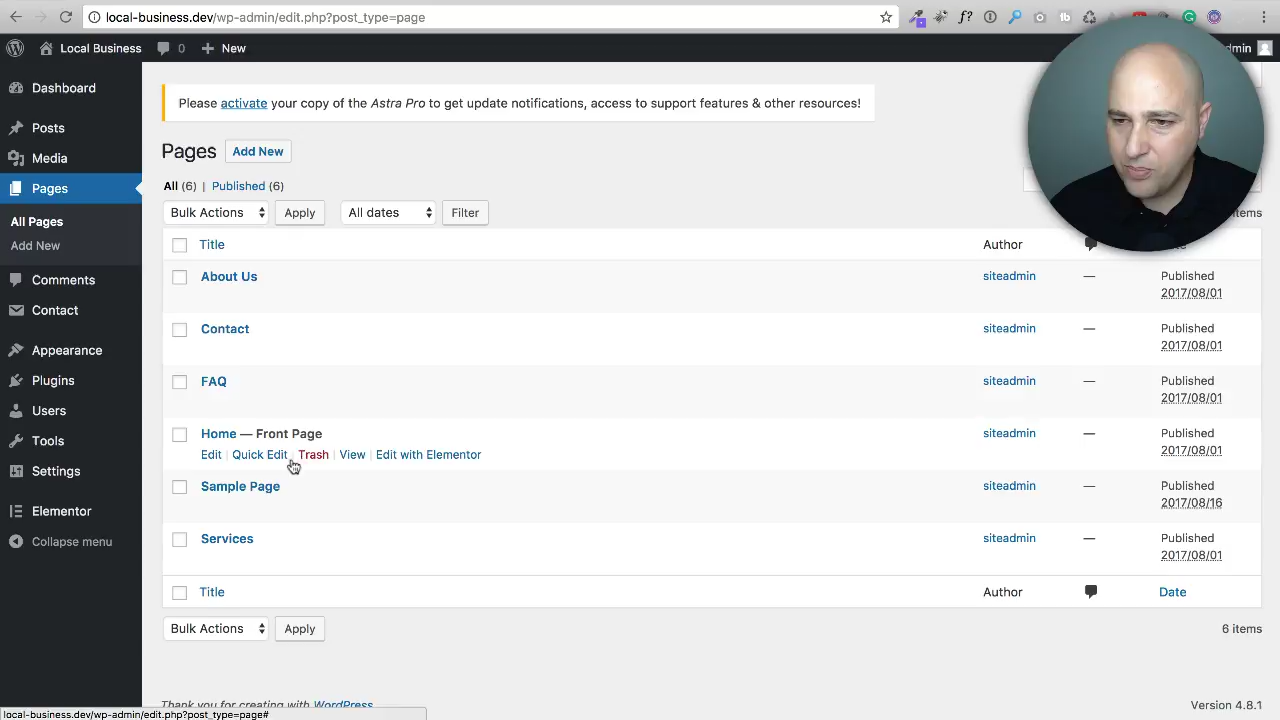 local-business.dev/wp-admin/edit.php?post_type=page
Local Business 0 New
Dashboard
Posts
Media
Pages
All Pages
Add New
Comments
Contact
Appearance
Plugins
Users
Tools
Settings
Elementor
Collapse menu
Please activate your copy of the Astra Pro to get update notifications, access to support features & other resources!
Pages Add New
All (6) | Published (6)
Bulk Actions Apply All dates Filter
Title Author
About Us siteadmin — Published
2017/08/01
Contact siteadmin — Published
2017/08/01
FAQ siteadmin — Published
2017/08/01
Home — Front Page siteadmin — Published
2017/08/01
Edit | Quick Edit | Trash | View | Edit with Elementor
Sample Page siteadmin — Published
2017/08/16
Services siteadmin — Published
2017/08/01
Title Author Date
Bulk Actions Apply 6 items
Thank you for creating with WordPress
Version 4.8.1
local-business.dev/wp-admin/edit.php?post_type=page#